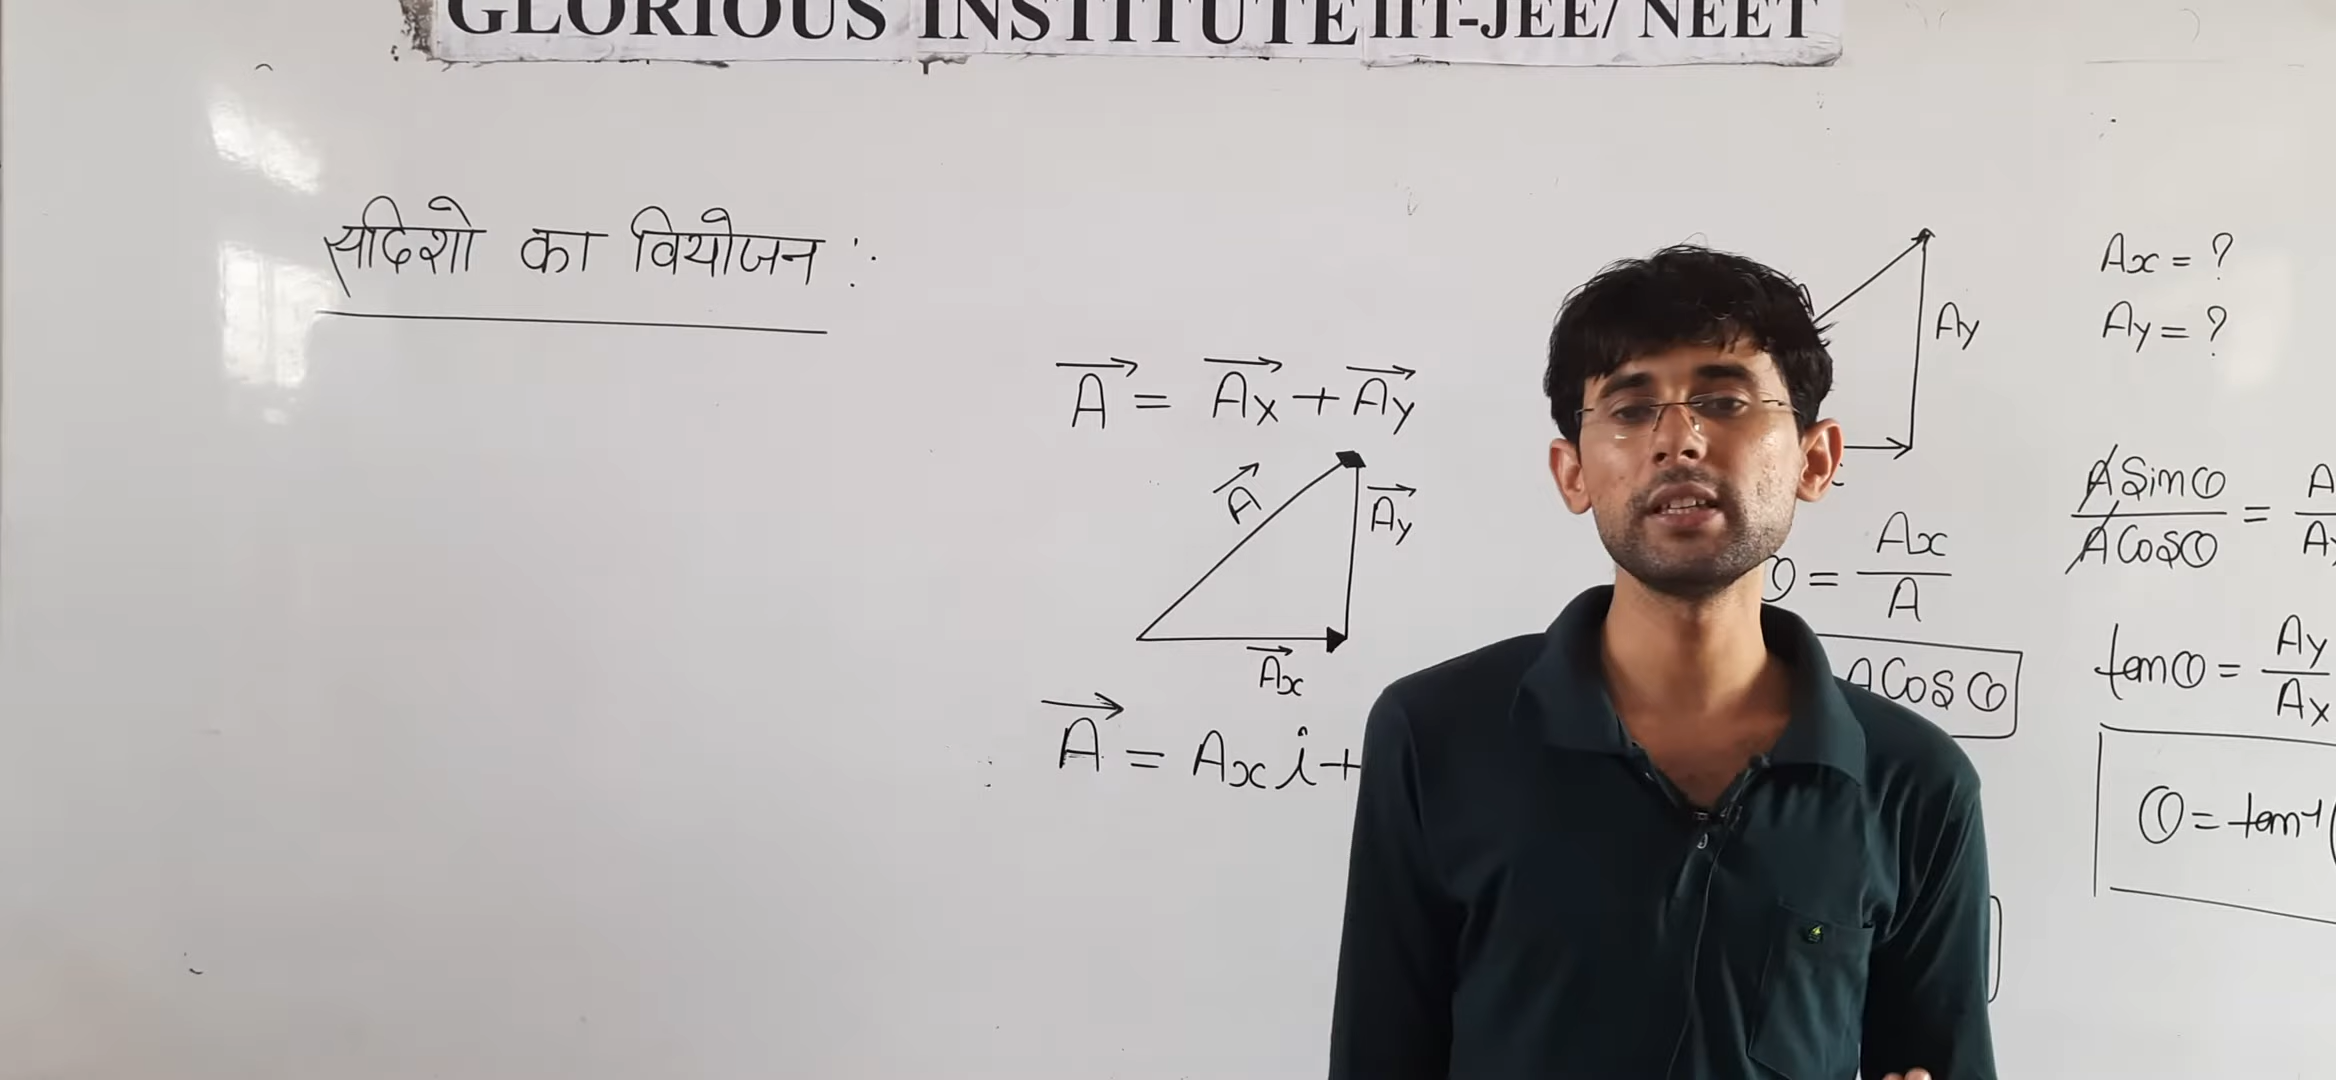 GLORIOUS INSTITUTE IIT-JEE/ NEET
सदिशो का वियोजन :
A⃗ = A⃗x + A⃗y
A⃗
A⃗y
A⃗x
A⃗ = Ax i +
Ay
θ = Ax/A
A Cos θ
Ax = ?
Ay = ?
A Sin θ / A Cos θ =
tan θ = Ay/Ax
θ = tan⁻¹(